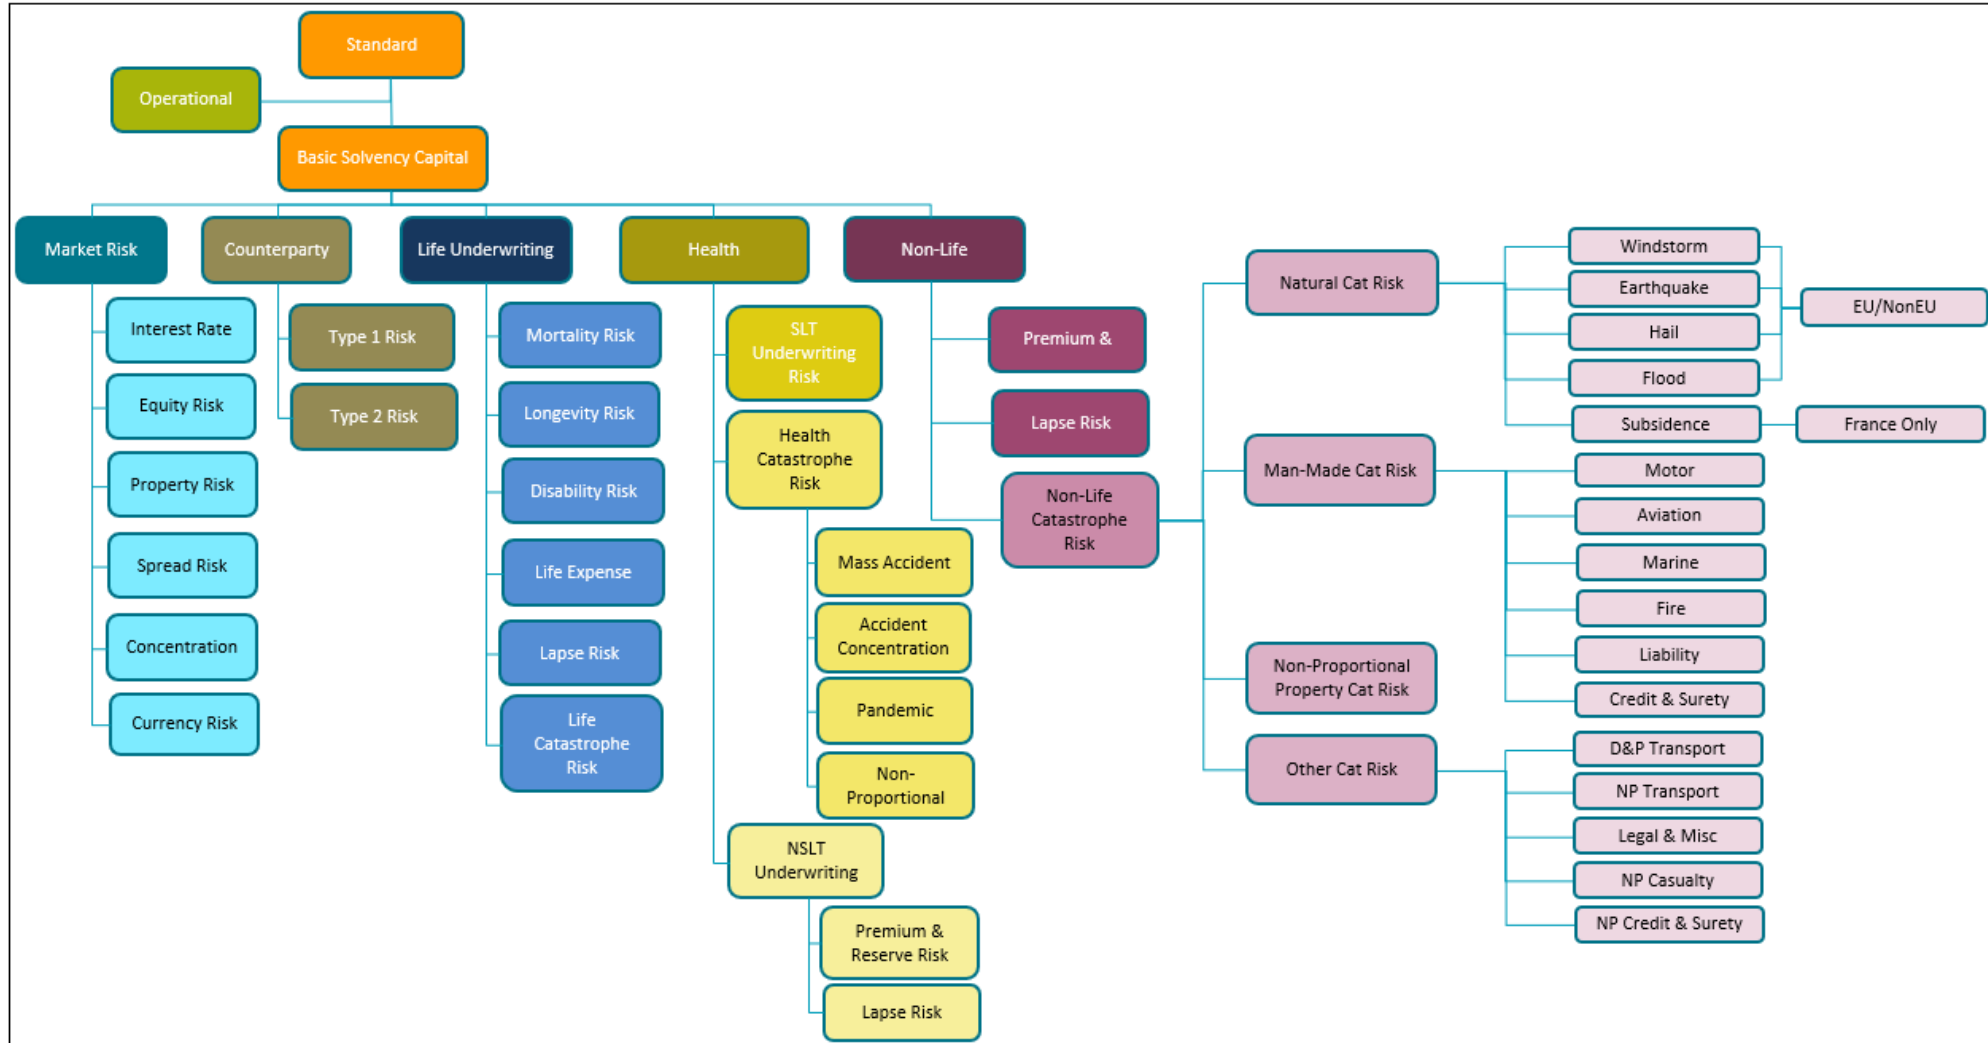 Standard
Operational
Basic Solvency Capital
Market Risk
Counterparty
Life Underwriting
Health
Non-Life
Interest Rate
Equity Risk
Property Risk
Spread Risk
Concentration
Currency Risk
Type 1 Risk
Type 2 Risk
Mortality Risk
Longevity Risk
Disability Risk
Life Expense
Lapse Risk
Life
Catastrophe
Risk
SLT
Underwriting
Risk
Health
Catastrophe
Risk
Mass Accident
Accident
Concentration
Pandemic
Non-
Proportional
NSLT
Underwriting
Premium &
Reserve Risk
Lapse Risk
Premium &
Lapse Risk
Non-Life
Catastrophe
Risk
Natural Cat Risk
Windstorm
Earthquake
Hail
Flood
Subsidence
EU/NonEU
France Only
Man-Made Cat Risk
Motor
Aviation
Marine
Fire
Liability
Credit & Surety
Non-Proportional
Property Cat Risk
Other Cat Risk
D&P Transport
NP Transport
Legal & Misc
NP Casualty
NP Credit & Surety